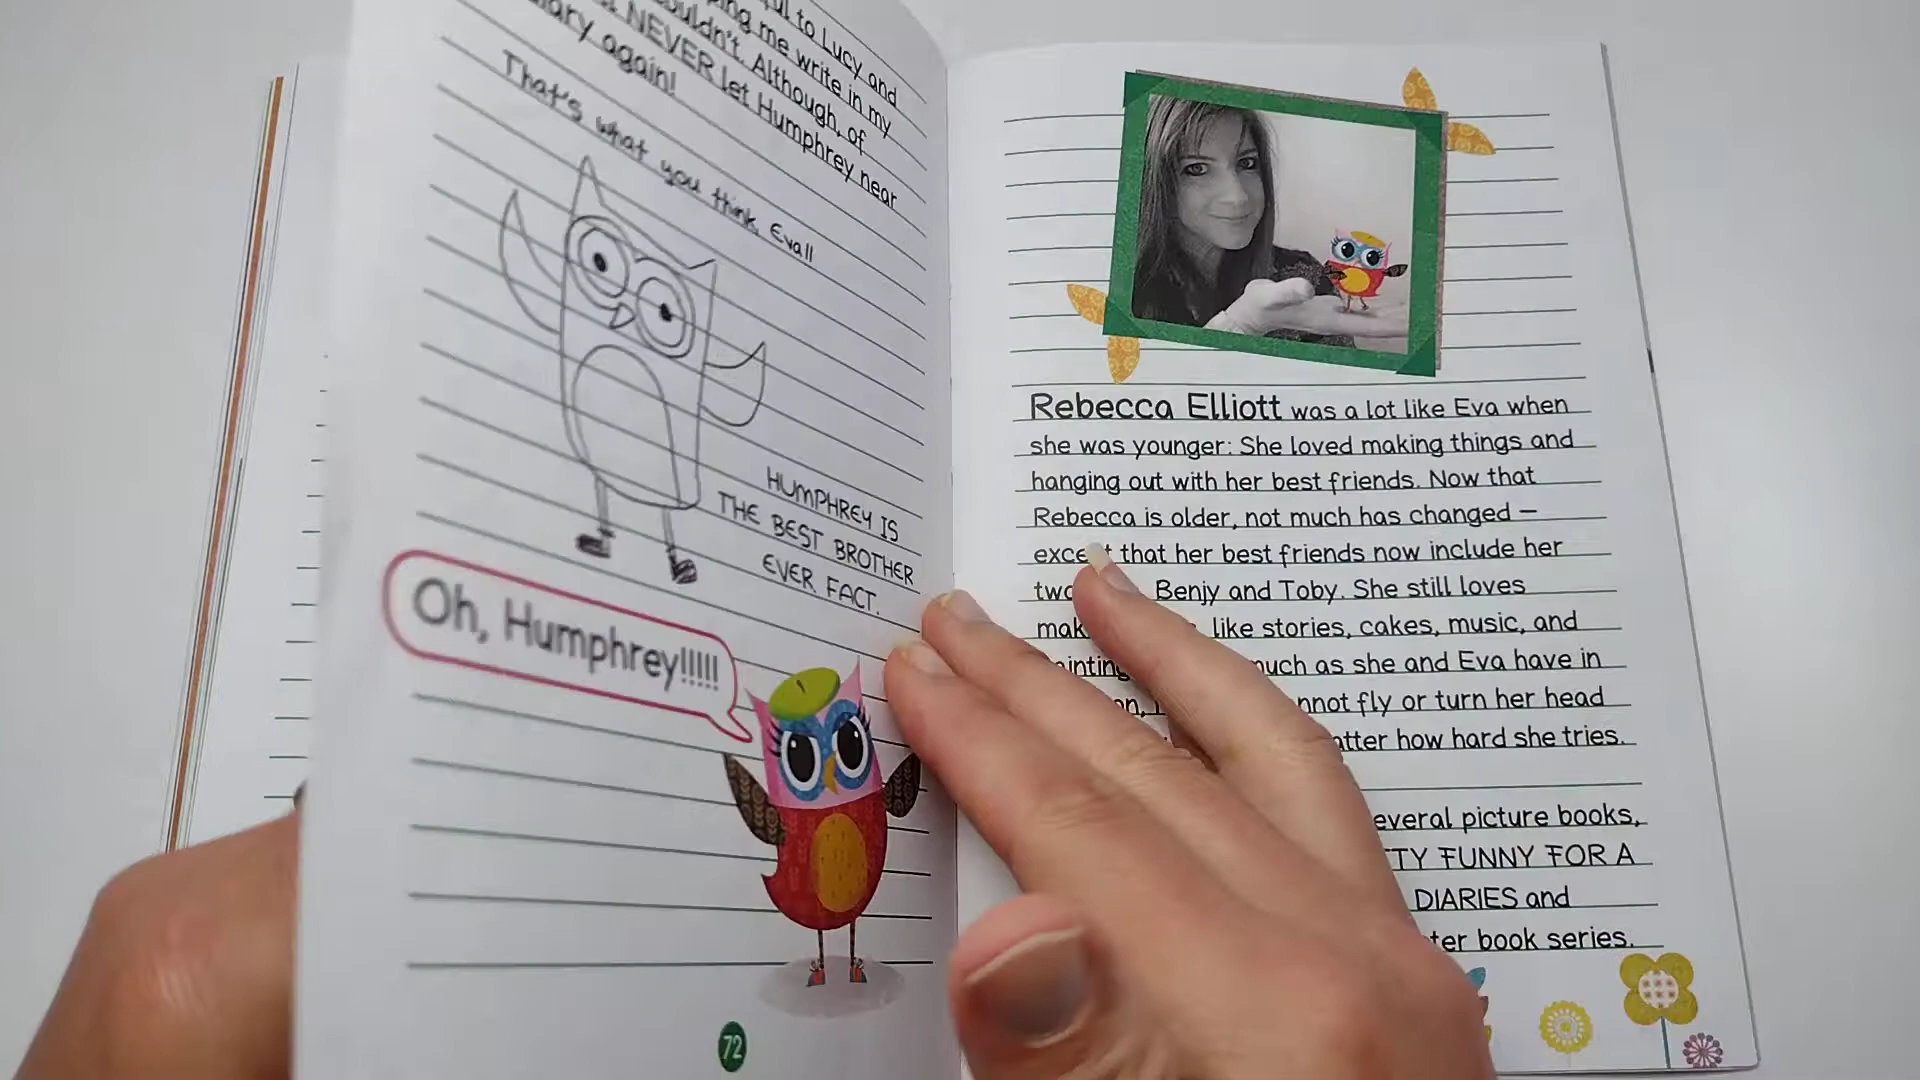 ful to Lucy and
ing me write in my
ouldn't. Although, of
NEVER let Humphrey near
diary again!
That's what you think, Eva!!
HUMPHREY IS
THE BEST BROTHER
EVER. FACT.
Oh, Humphrey!!!!!
72
Rebecca Elliott was a lot like Eva when
she was younger: She loved making things and
hanging out with her best friends. Now that
Rebecca is older, not much has changed —
except that her best friends now include her
two Benjy and Toby. She still loves
mak like stories, cakes, music, and
much as she and Eva have in
nnot fly or turn her head
atter how hard she tries.
everal picture books,
TTY FUNNY FOR A
DIARIES and
ter book series.